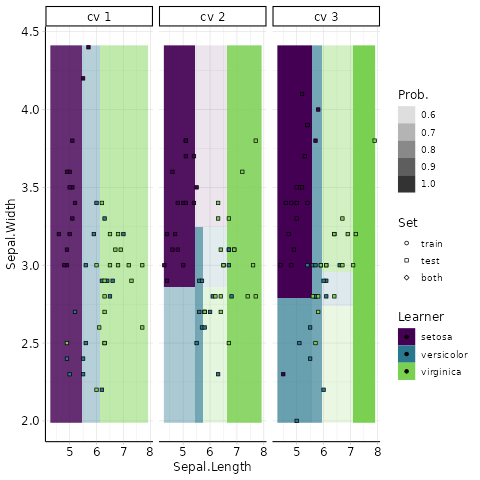 cv 1 cv 2 cv 3
4.5
4.0
3.5
3.0
2.5
2.0
Sepal.Width
5 6 7 8 5 6 7 8 5 6 7 8
Sepal.Length
Prob.
0.6
0.7
0.8
0.9
1.0
Set
train
test
both
Learner
setosa
versicolor
virginica